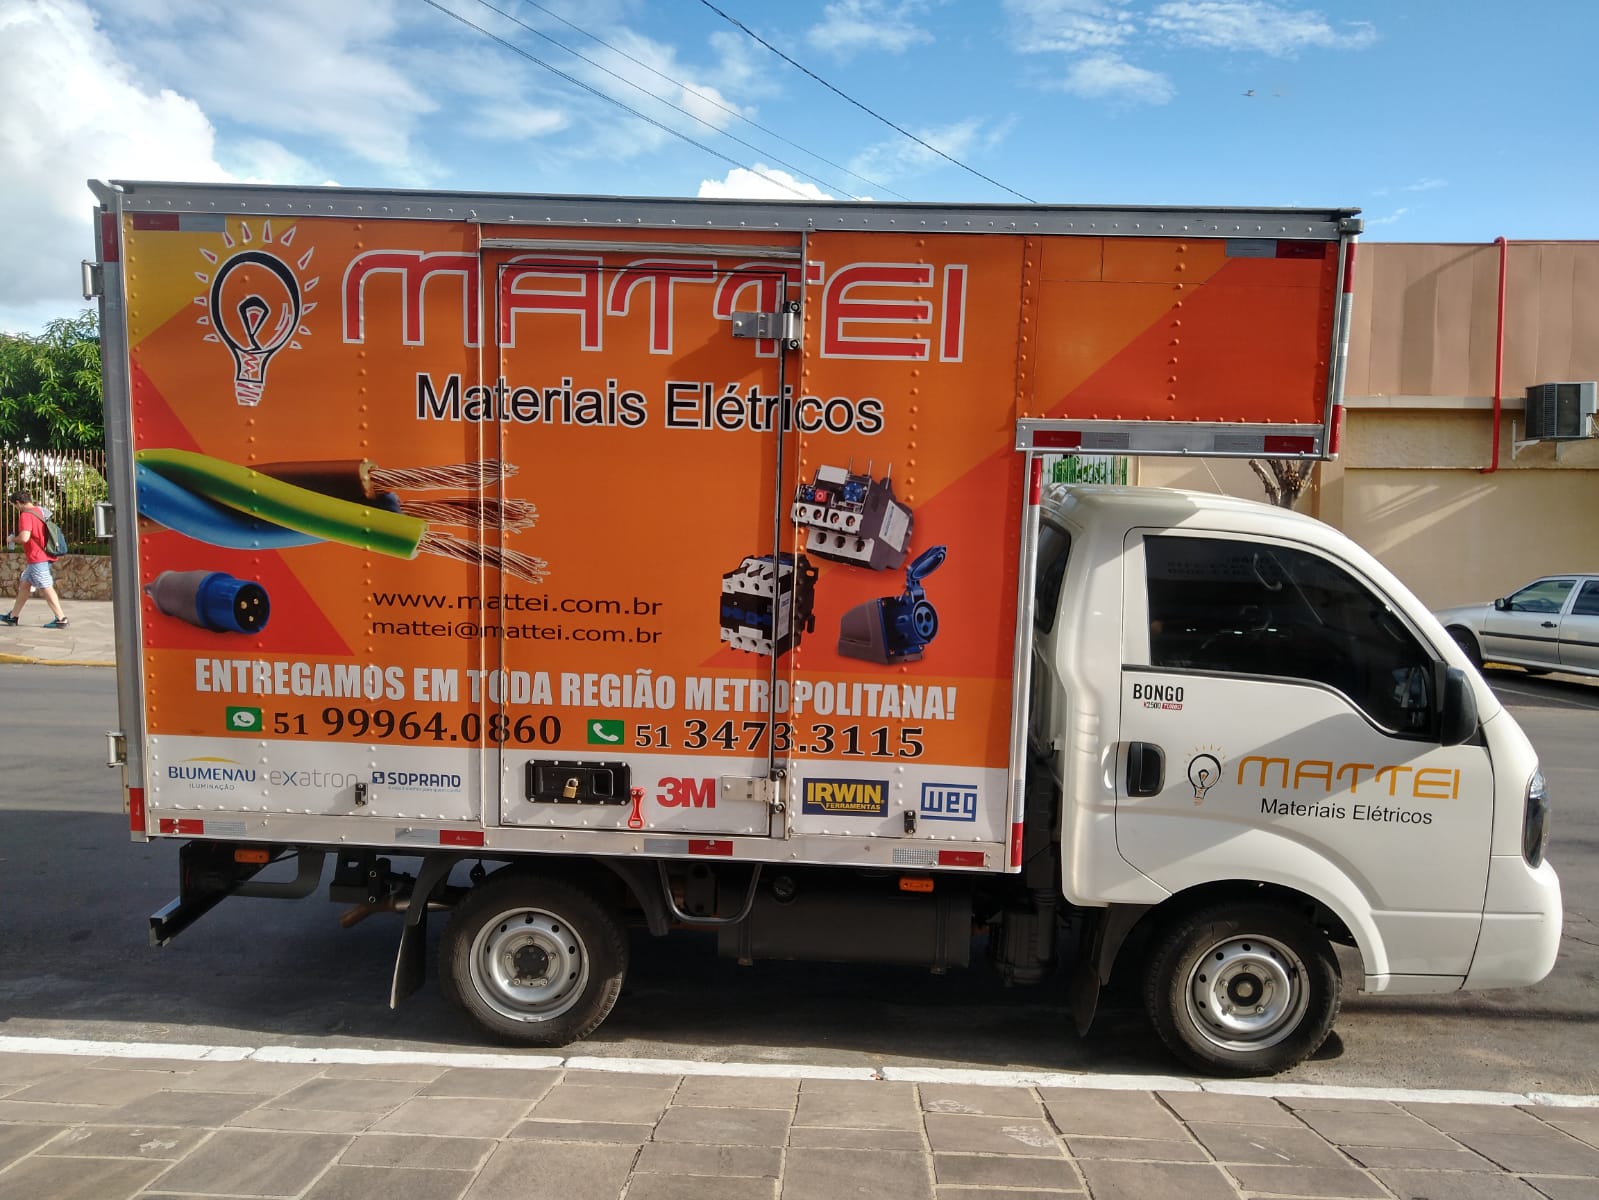 MATTEI
Materiais Elétricos
www.mattei.com.br
mattei@mattei.com.br
ENTREGAMOS EM TODA REGIÃO METROPOLITANA!
51 99964.0860 51 3473.3115
BLUMENAU
ILUMINAÇÃO
exatron
SOPRANO
3M
IRWIN
FERRAMENTAS
weg
BONGO
K2500 TURBO
MATTEI
Materiais Elétricos